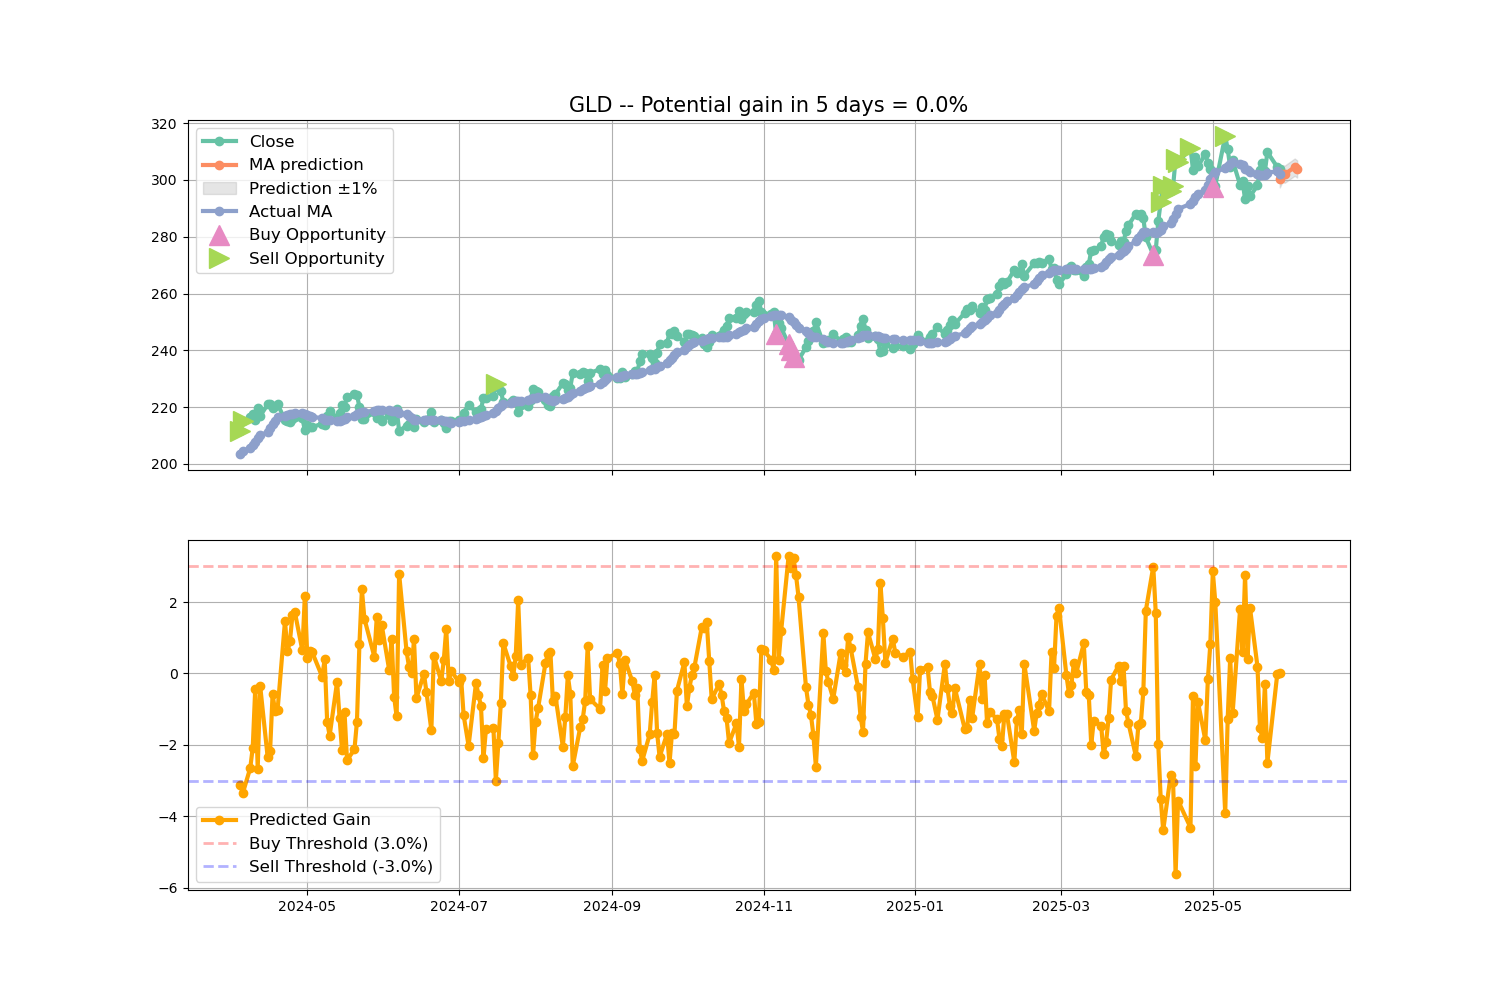 GLD -- Potential gain in 5 days = 0.0%
320
300
280
260
240
220
200
Close
MA prediction
Prediction ±1%
Actual MA
Buy Opportunity
Sell Opportunity
2
0
−2
−4
−6
Predicted Gain
Buy Threshold (3.0%)
Sell Threshold (-3.0%)
2024-05 2024-07 2024-09 2024-11 2025-01 2025-03 2025-05